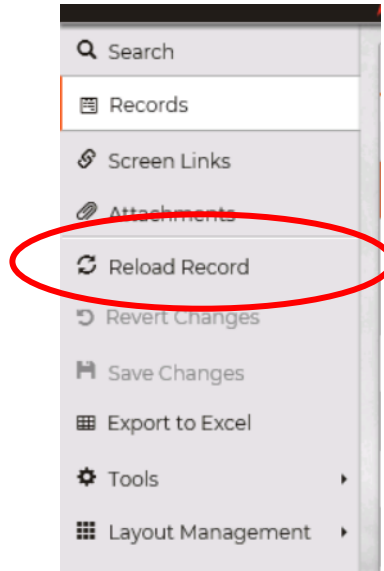 Search
Records
Screen Links
Attachments
Reload Record
Revert Changes
Save Changes
Export to Excel
Tools
Layout Management